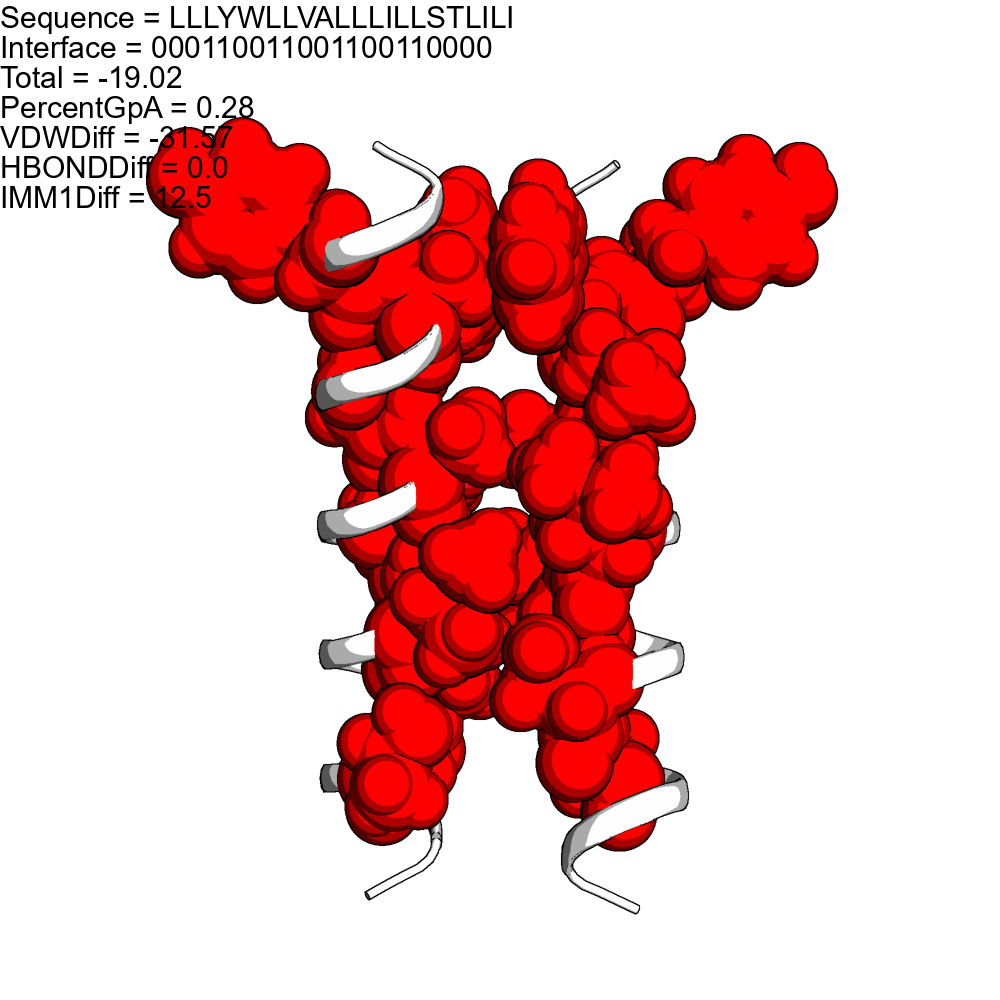 Sequence = LLLYWLLVALLLILLSTLILI
Interface = 000110011001100110000
Total = -19.02
PercentGpA = 0.28
VDWDiff = -31.57
HBONDDiff = 0.0
IMM1Diff = 12.5